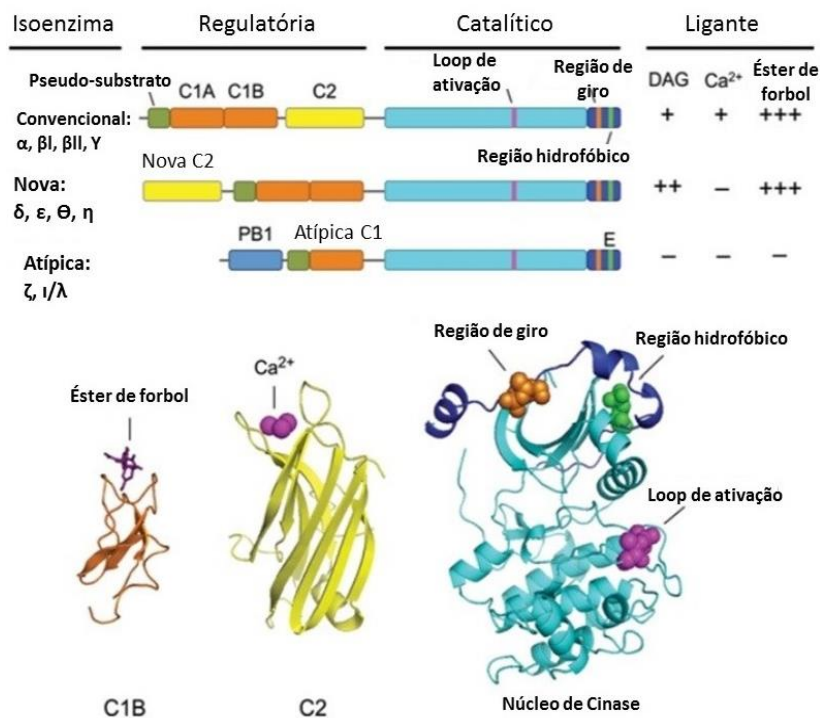 Isoenzima
Regulatória
Catalítico
Ligante
Pseudo-substrato
C1A
C1B
C2
Loop de
ativação
Região de
giro
DAG
Ca2+
Éster de
forbol
Convencional:
α, βI, βII, Υ
+
+
+++
Região hidrofóbico
Nova C2
Nova:
δ, ε, Θ, η
++
–
+++
PB1
Atípica C1
E
Atípica:
ζ, ι/λ
–
–
–
Região de giro
Região hidrofóbico
Ca2+
Éster de forbol
Loop de ativação
C1B
C2
Núcleo de Cinase